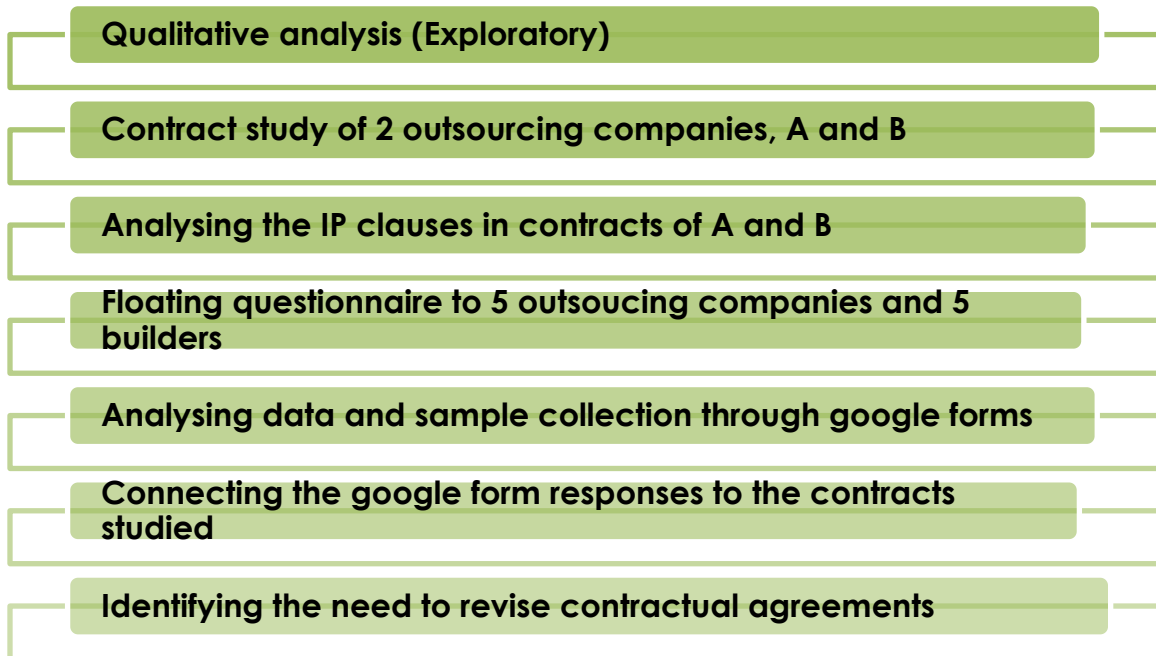 Qualitative analysis (Exploratory)
Contract study of 2 outsourcing companies, A and B
Analysing the IP clauses in contracts of A and B
Floating questionnaire to 5 outsoucing companies and 5
builders
Analysing data and sample collection through google forms
Connecting the google form responses to the contracts
studied
Identifying the need to revise contractual agreements